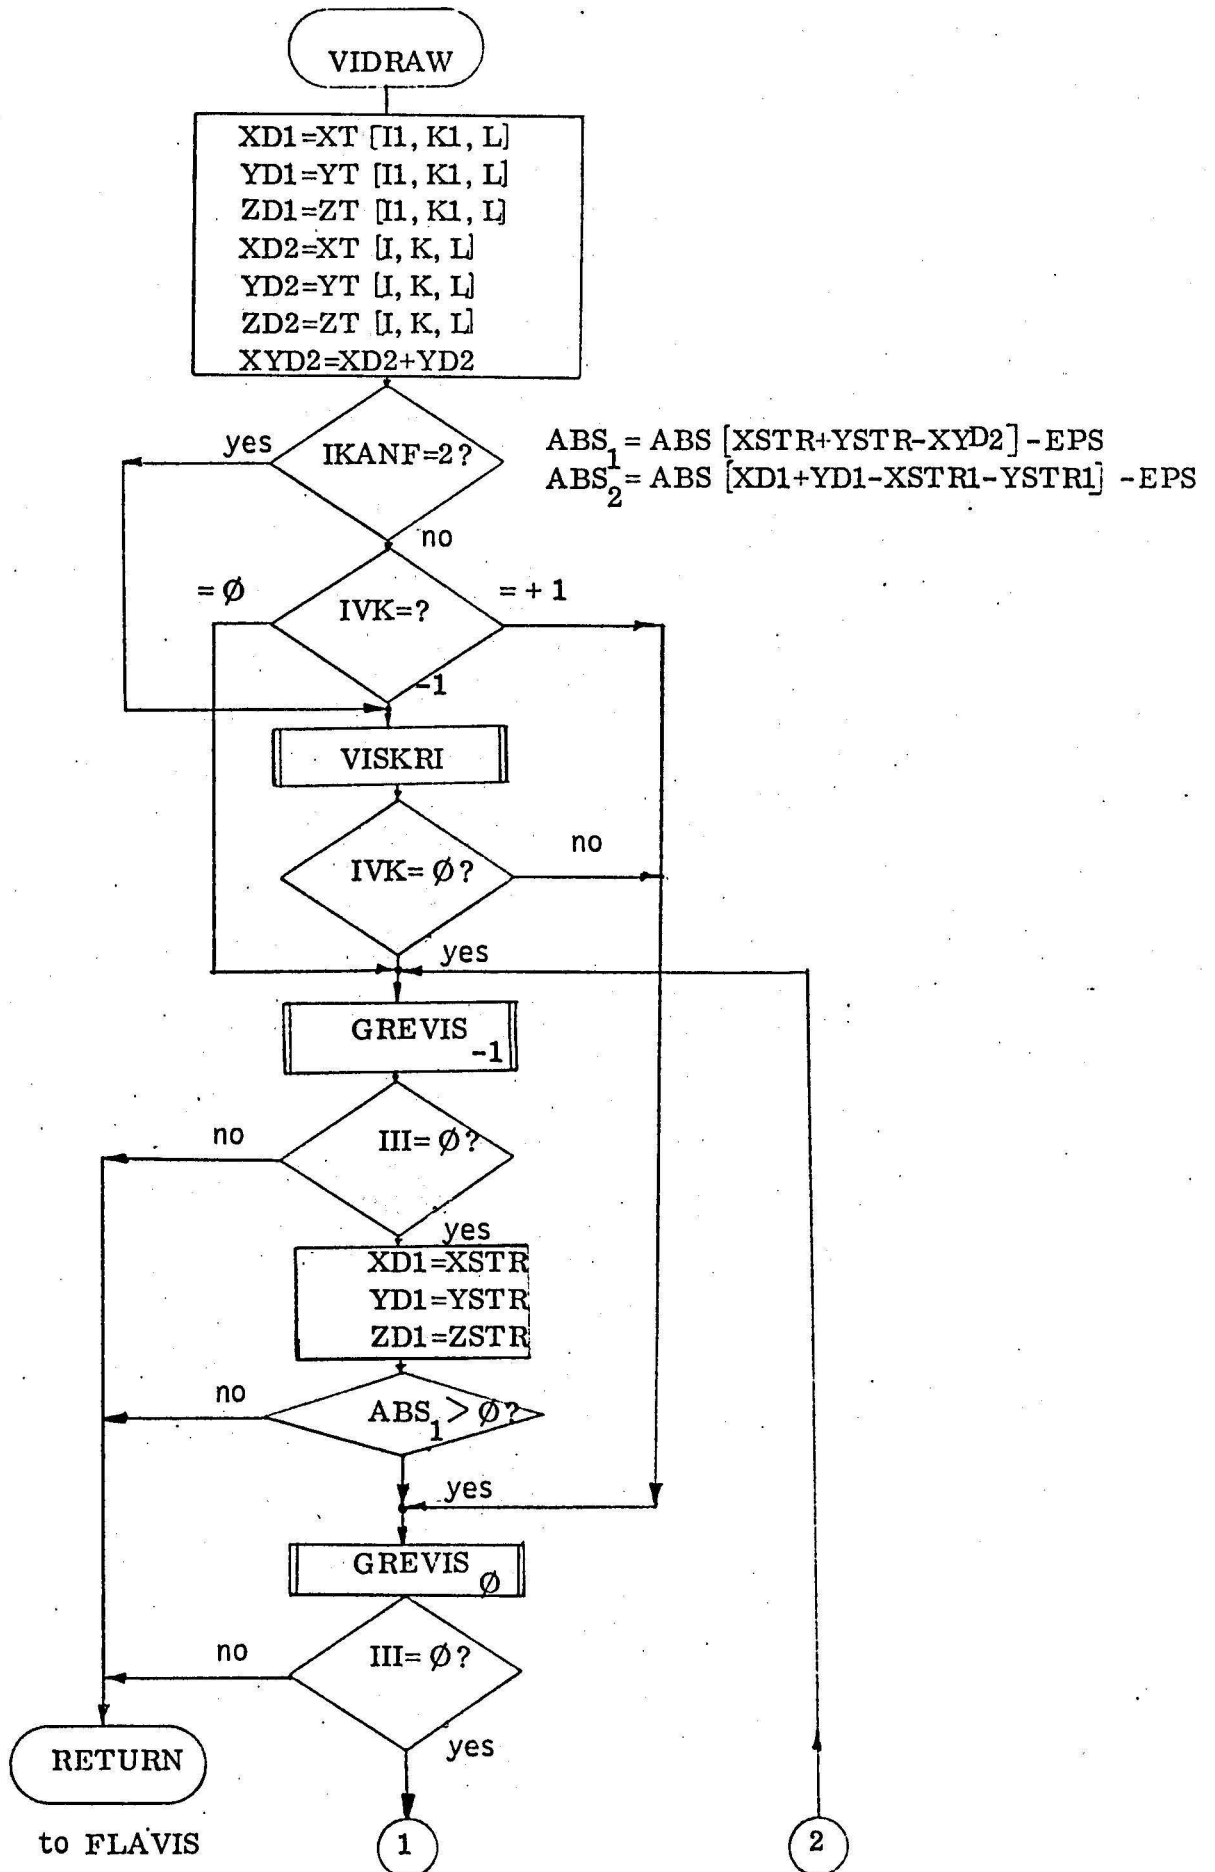 VIDRAW
XD1=XT [I1, K1, L]
YD1=YT [I1, K1, L]
ZD1=ZT [I1, K1, L]
XD2=XT [I, K, L]
YD2=YT [I, K, L]
ZD2=ZT [I, K, L]
XYD2=XD2+YD2
yes
IKANF=2?
ABS1= ABS [XSTR+YSTR-XYD2] -EPS
ABS2= ABS [XD1+YD1-XSTR1-YSTR1] -EPS
no
= Ø
IVK=?
= + 1
-1
VISKRI
IVK= Ø?
no
yes
GREVIS -1
no
III= Ø?
yes
XD1=XSTR
YD1=YSTR
ZD1=ZSTR
no
ABS1 > Ø?
yes
GREVIS Ø
no
III= Ø?
yes
RETURN
to FLAVIS
1
2